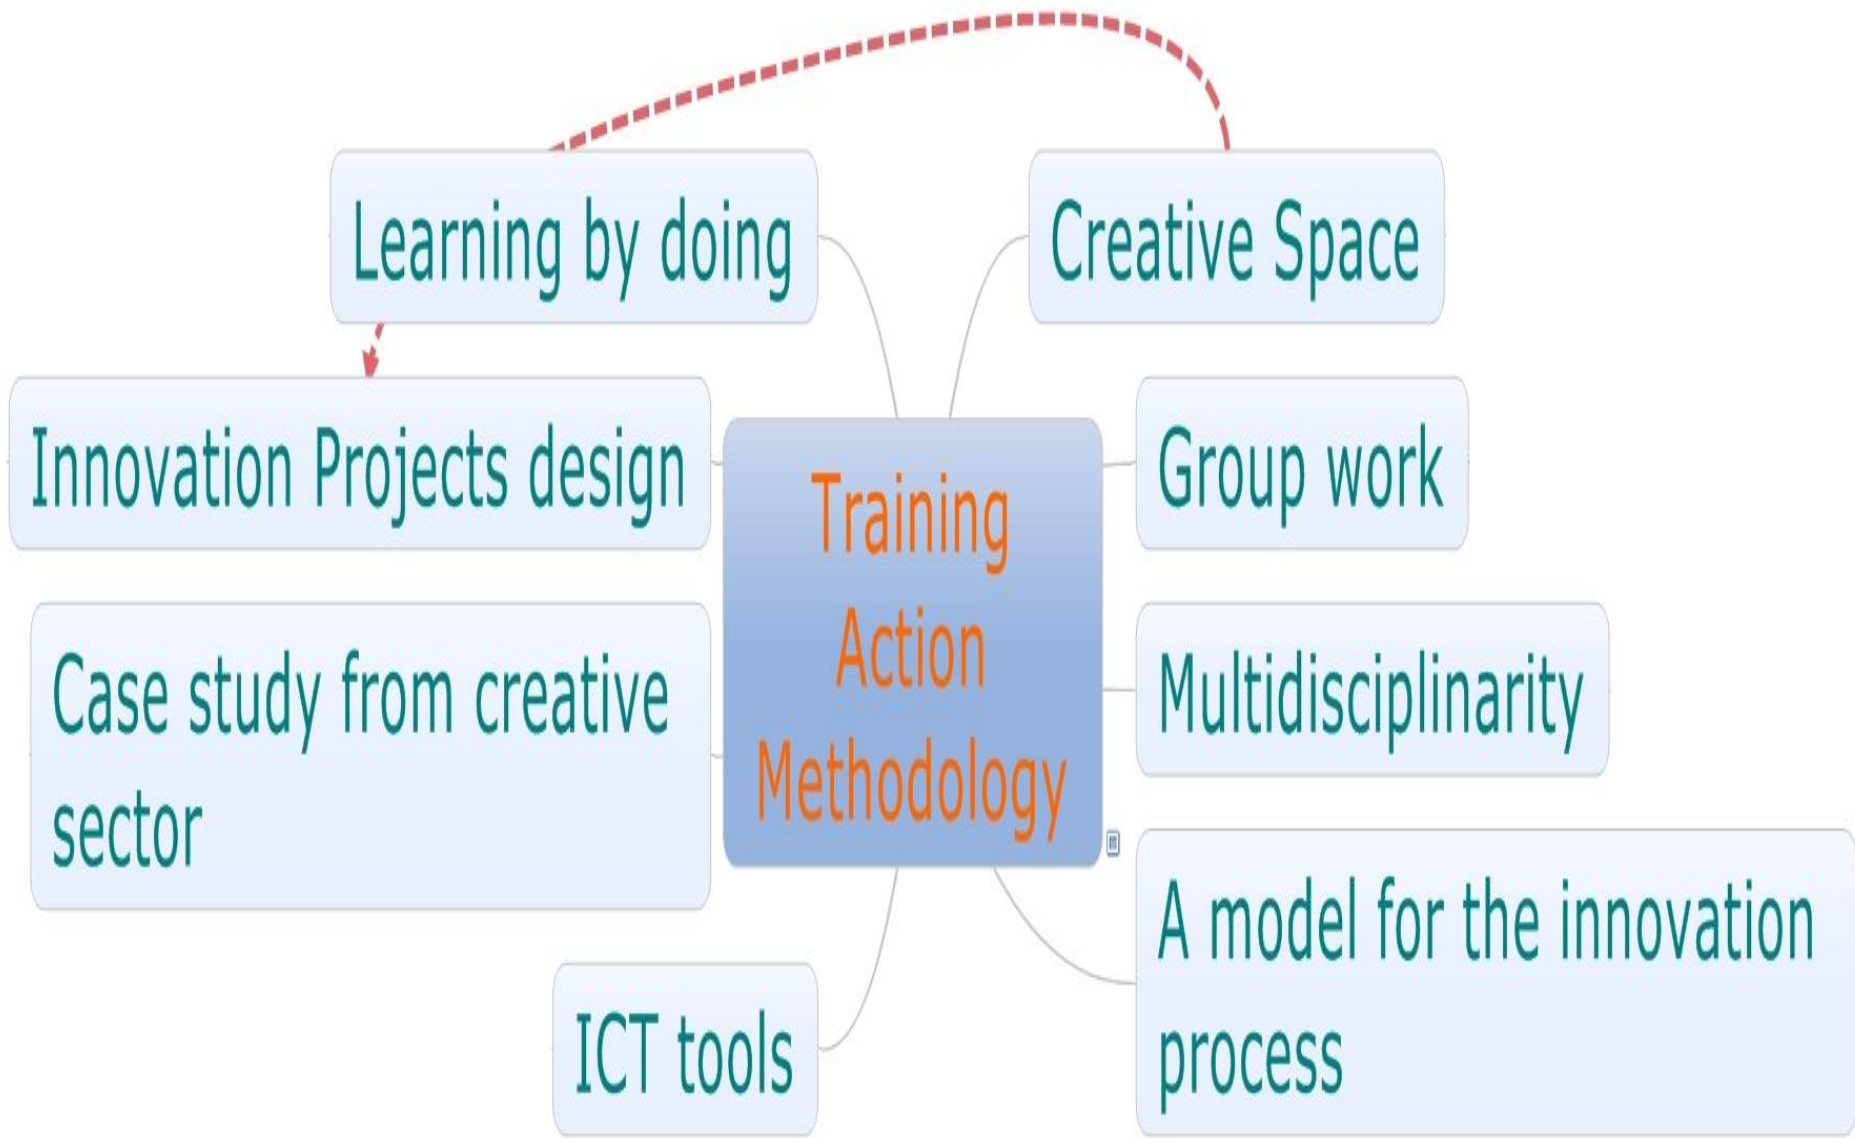 Learning by doing
Creative Space
Innovation Projects design
Group work
Training
Action
Methodology
Case study from creative
sector
Multidisciplinarity
A model for the innovation
process
ICT tools